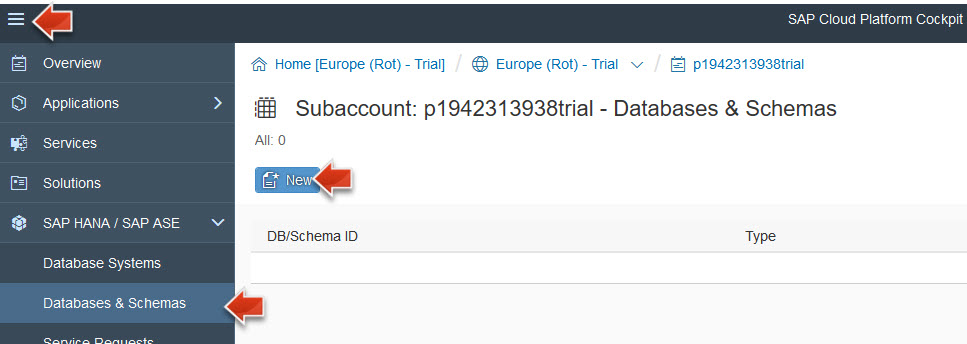 SAP Cloud Platform Cockpit
Overview
Applications
Services
Solutions
SAP HANA / SAP ASE
Database Systems
Databases & Schemas
Service Requests
Home [Europe (Rot) - Trial] / Europe (Rot) - Trial / p1942313938trial
Subaccount: p1942313938trial - Databases & Schemas
All: 0
New
DB/Schema ID Type